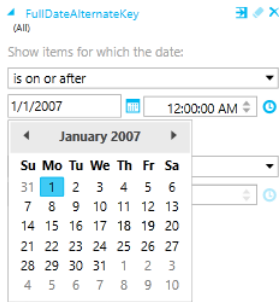 FullDateAlternateKey
(All)
Show items for which the date:
is on or after
1/1/2007 12:00:00 AM
January 2007
Su Mo Tu We Th Fr Sa
31 1 2 3 4 5 6
7 8 9 10 11 12 13
14 15 16 17 18 19 20
21 22 23 24 25 26 27
28 29 30 31 1 2 3
4 5 6 7 8 9 10